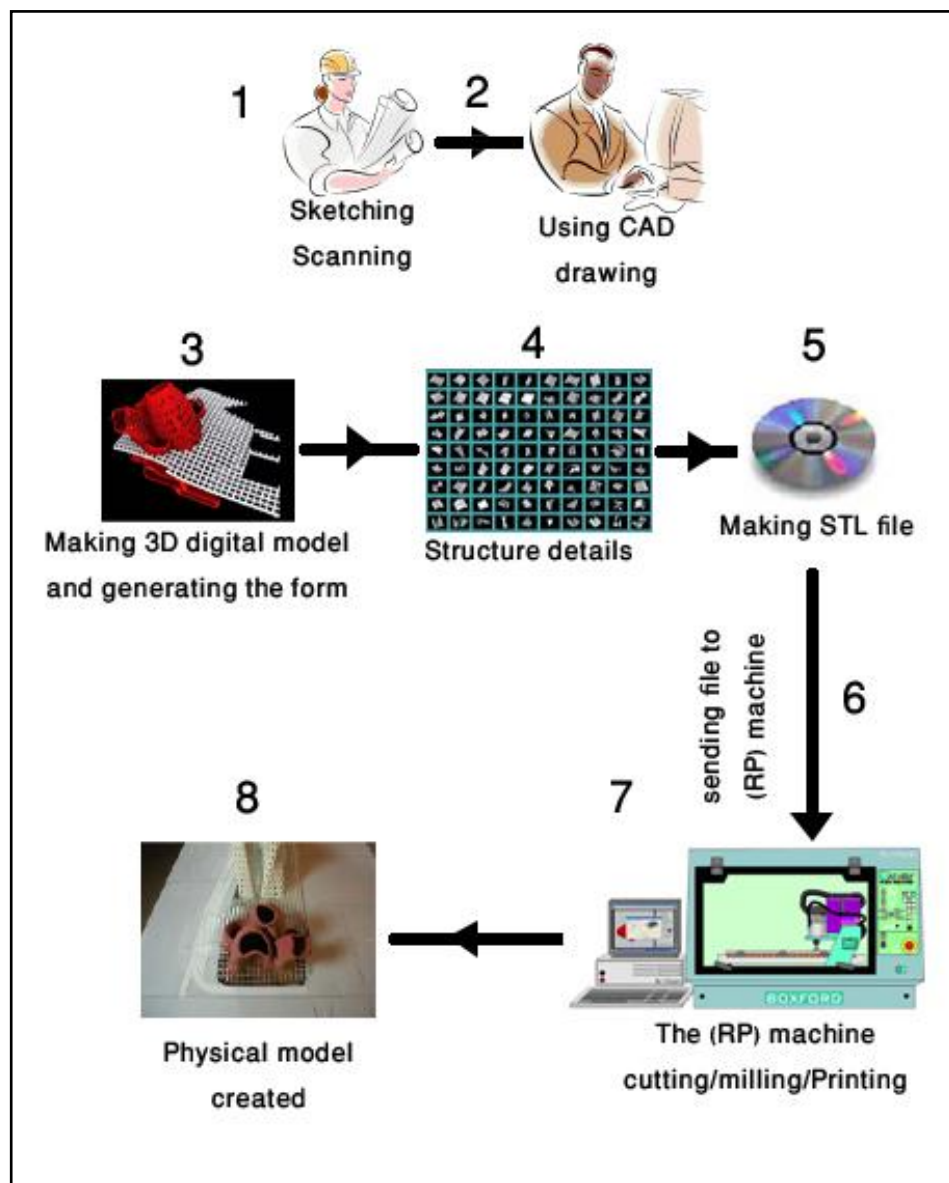 1
2
Sketching
Scanning
Using CAD
drawing
3
4
5
Making 3D digital model
and generating the form
Structure details
Making STL file
sending file to
(RP) machine
6
7
8
BOXFORD
Physical model
created
The (RP) machine
cutting/milling/Printing